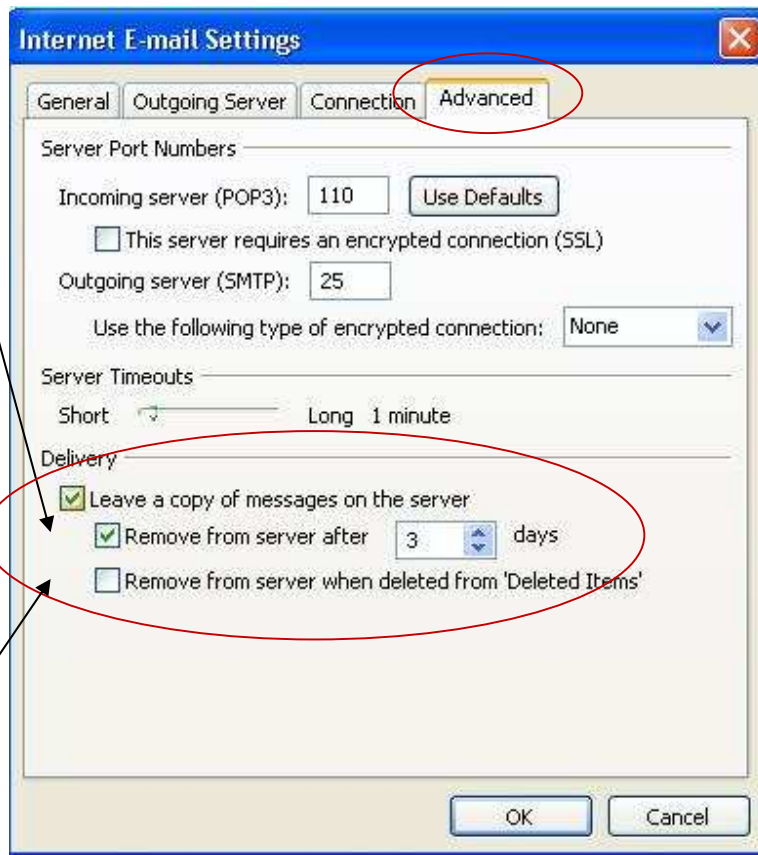 Internet E-mail Settings
General Outgoing Server Connection Advanced
Server Port Numbers
Incoming server (POP3): 110 Use Defaults
This server requires an encrypted connection (SSL)
Outgoing server (SMTP): 25
Use the following type of encrypted connection: None
Server Timeouts
Short Long 1 minute
Delivery
Leave a copy of messages on the server
Remove from server after 3 days
Remove from server when deleted from 'Deleted Items'
OK Cancel